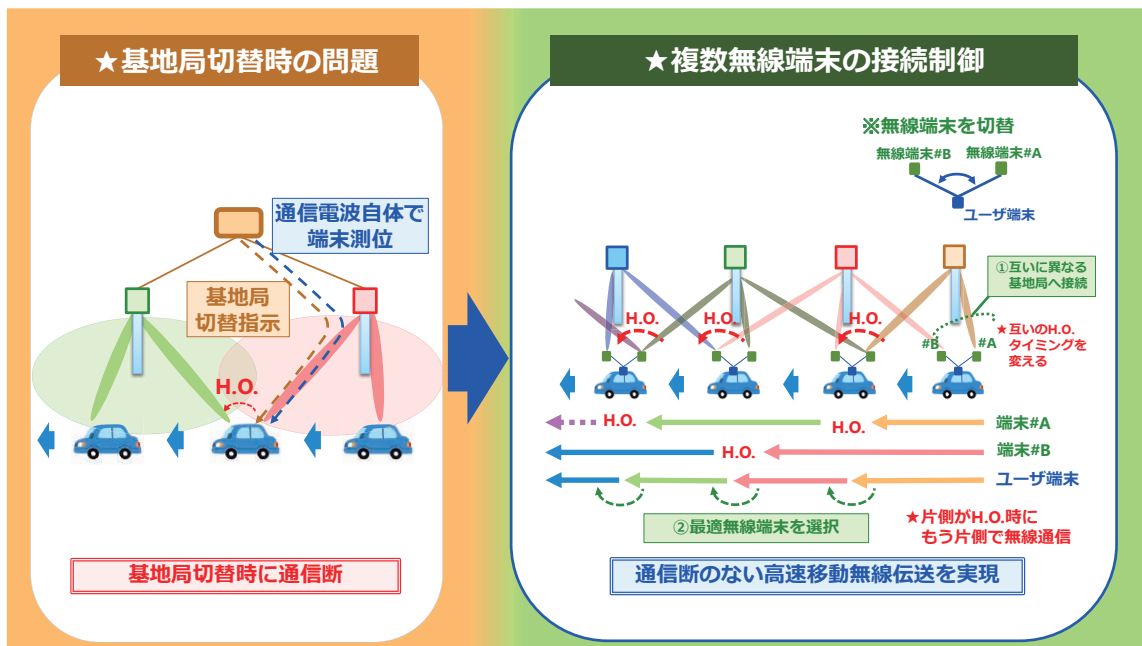 ★基地局切替時の問題
通信電波自体で
端末測位
基地局
切替指示
H.O.
基地局切替時に通信断
★複数無線端末の接続制御
※無線端末を切替
無線端末#B
無線端末#A
ユーザ端末
①互いに異なる
基地局へ接続
H.O.
H.O.
H.O.
#B
#A
★互いのH.O.
タイミングを
変える
H.O.
H.O.
端末#A
H.O.
端末#B
ユーザ端末
②最適無線端末を選択
★片側がH.O.時に
もう片側で無線通信
通信断のない高速移動無線伝送を実現